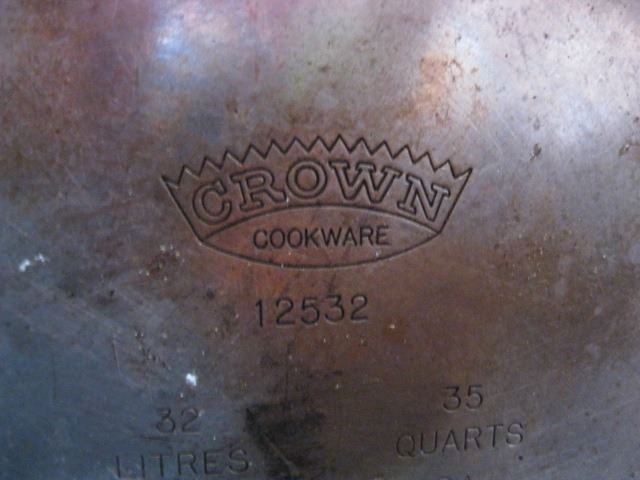 CROWN
COOKWARE
12532
32
LITRES
35
QUARTS